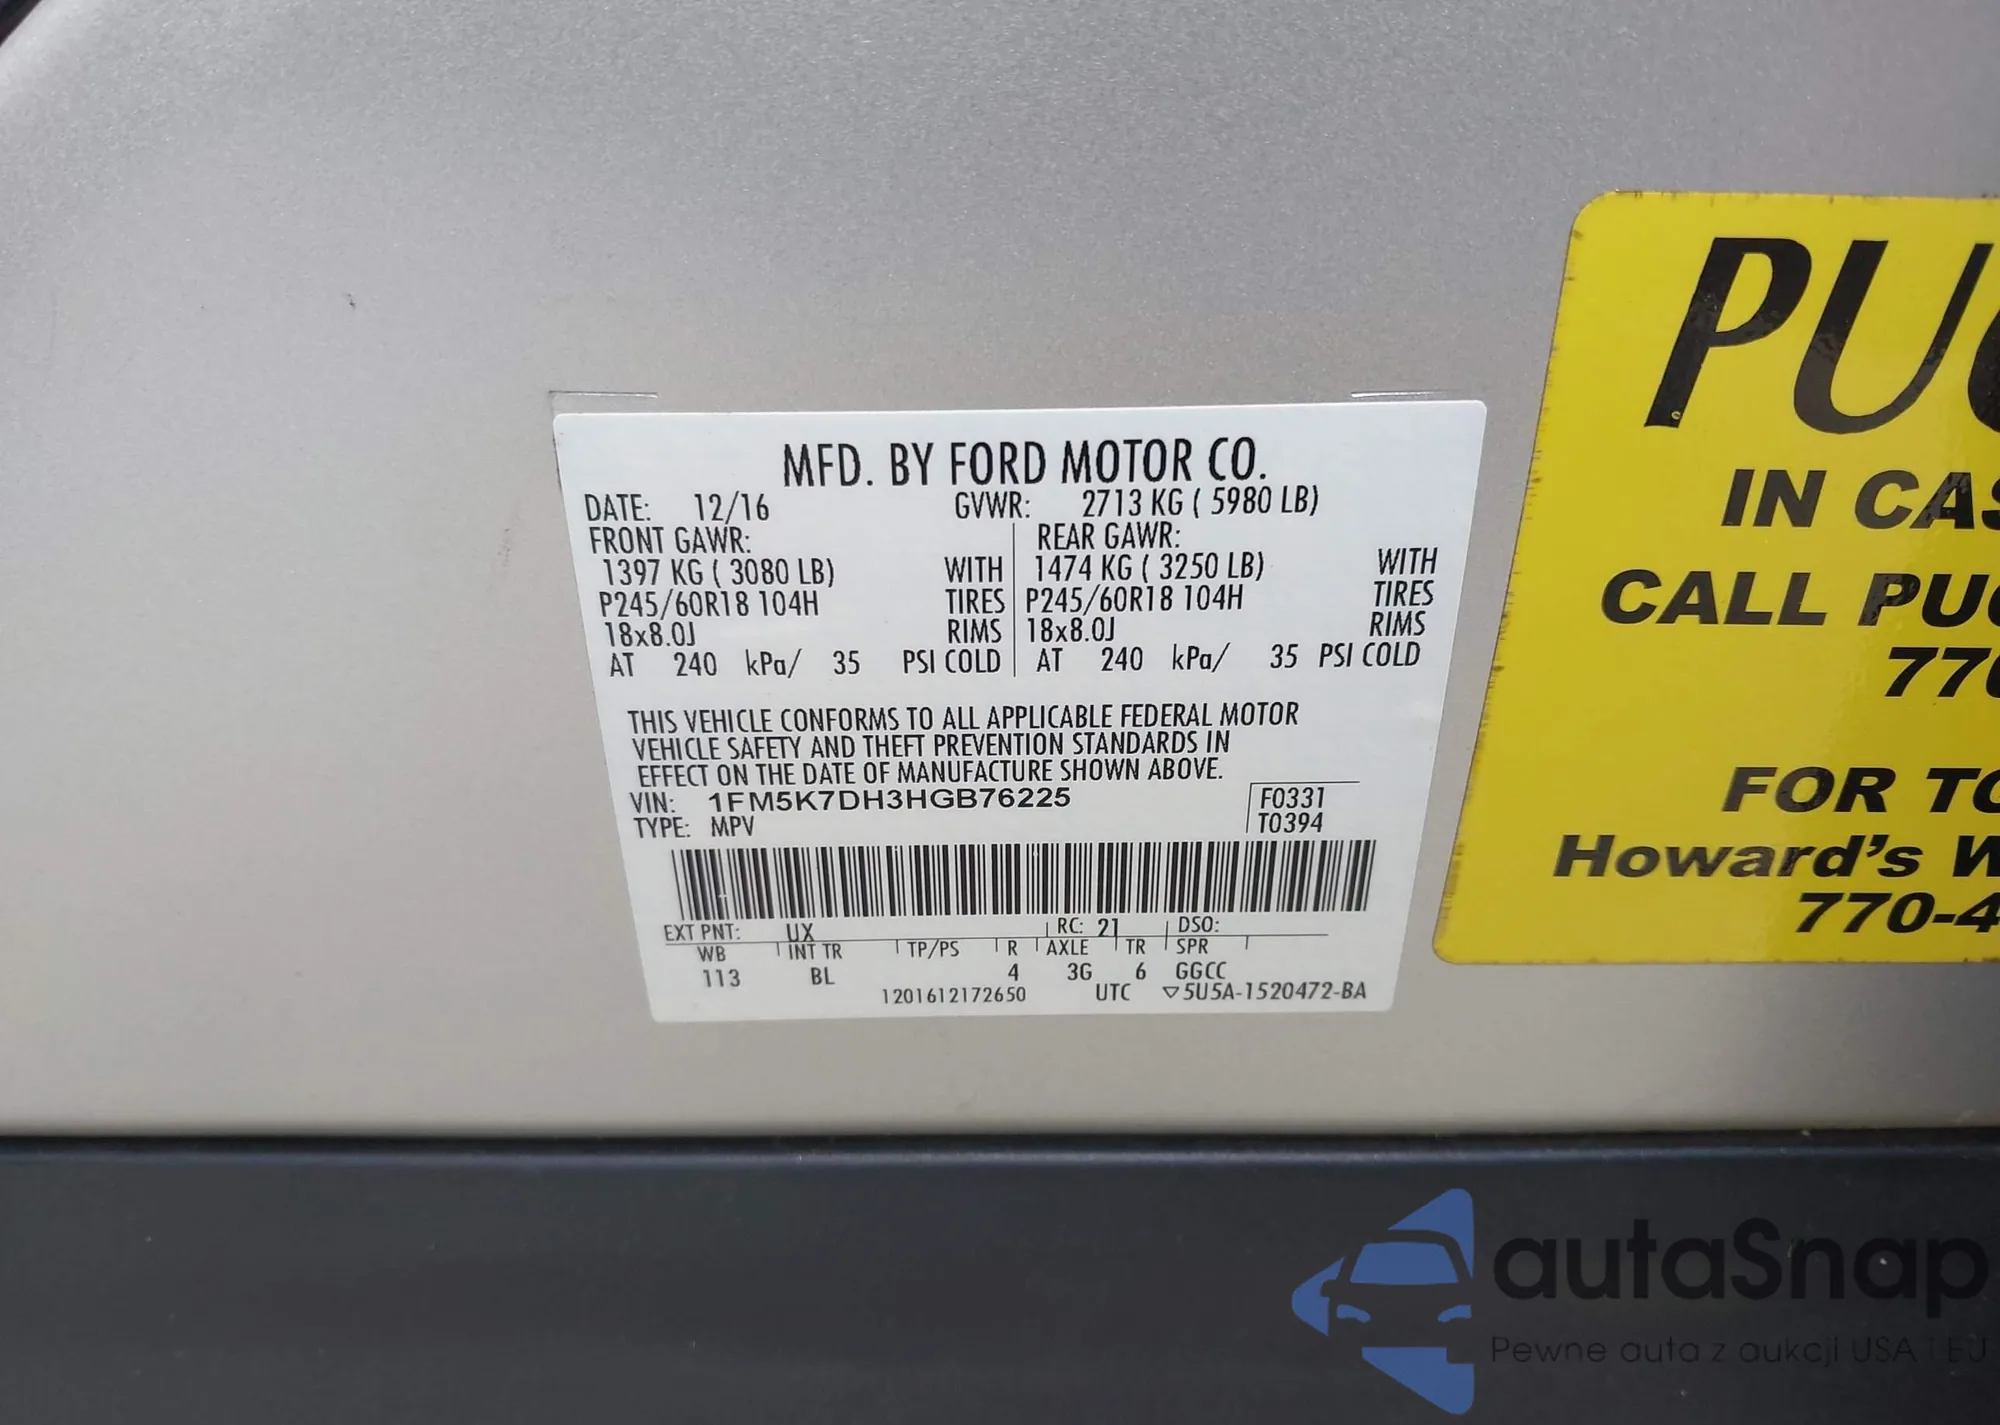 MFD. BY FORD MOTOR CO.
DATE: 12/16 GVWR: 2713 KG ( 5980 LB)
FRONT GAWR: REAR GAWR:
1397 KG ( 3080 LB) WITH 1474 KG ( 3250 LB) WITH
P245/60R18 104H TIRES P245/60R18 104H TIRES
18x8.0J RIMS 18x8.0J RIMS
AT 240 kPa/ 35 PSI COLD AT 240 kPa/ 35 PSI COLD
THIS VEHICLE CONFORMS TO ALL APPLICABLE FEDERAL MOTOR
VEHICLE SAFETY AND THEFT PREVENTION STANDARDS IN
EFFECT ON THE DATE OF MANUFACTURE SHOWN ABOVE.
VIN: 1FM5K7DH3HGB76225 F0331
TYPE: MPV T0394
EXT PNT: UX RC: 21 DSO:
WB INT TR TP/PS R AXLE TR SPR
113 BL 4 3G 6 GGCC
1201612172650 UTC ▽5U5A-1520472-BA
IN
CALL
770
FOR
Howard's
770-4
autaSnap
Pewne auta z aukcji USA i EU